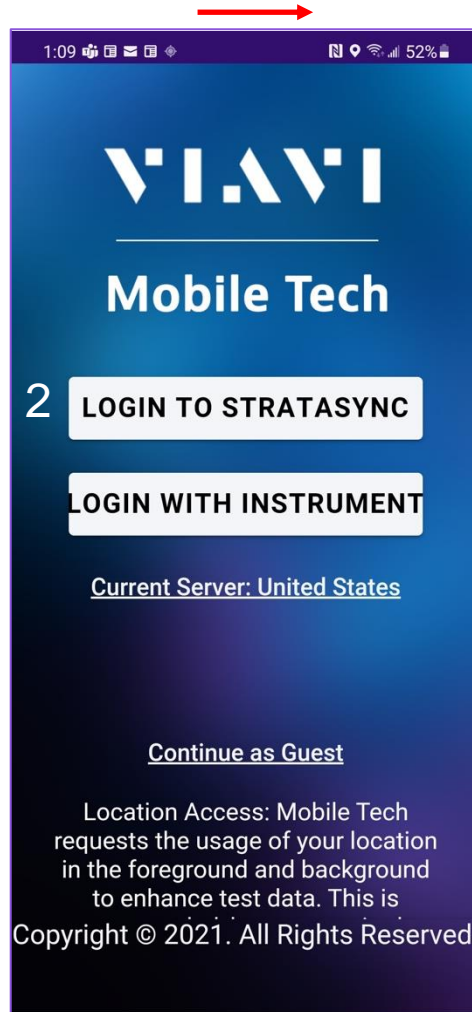 1:09 52%
VIAVI
Mobile Tech
2 LOGIN TO STRATASYNC
LOGIN WITH INSTRUMENT
Current Server: United States
Continue as Guest
Location Access: Mobile Tech
requests the usage of your location
in the foreground and background
to enhance test data. This is
Copyright © 2021. All Rights Reserved